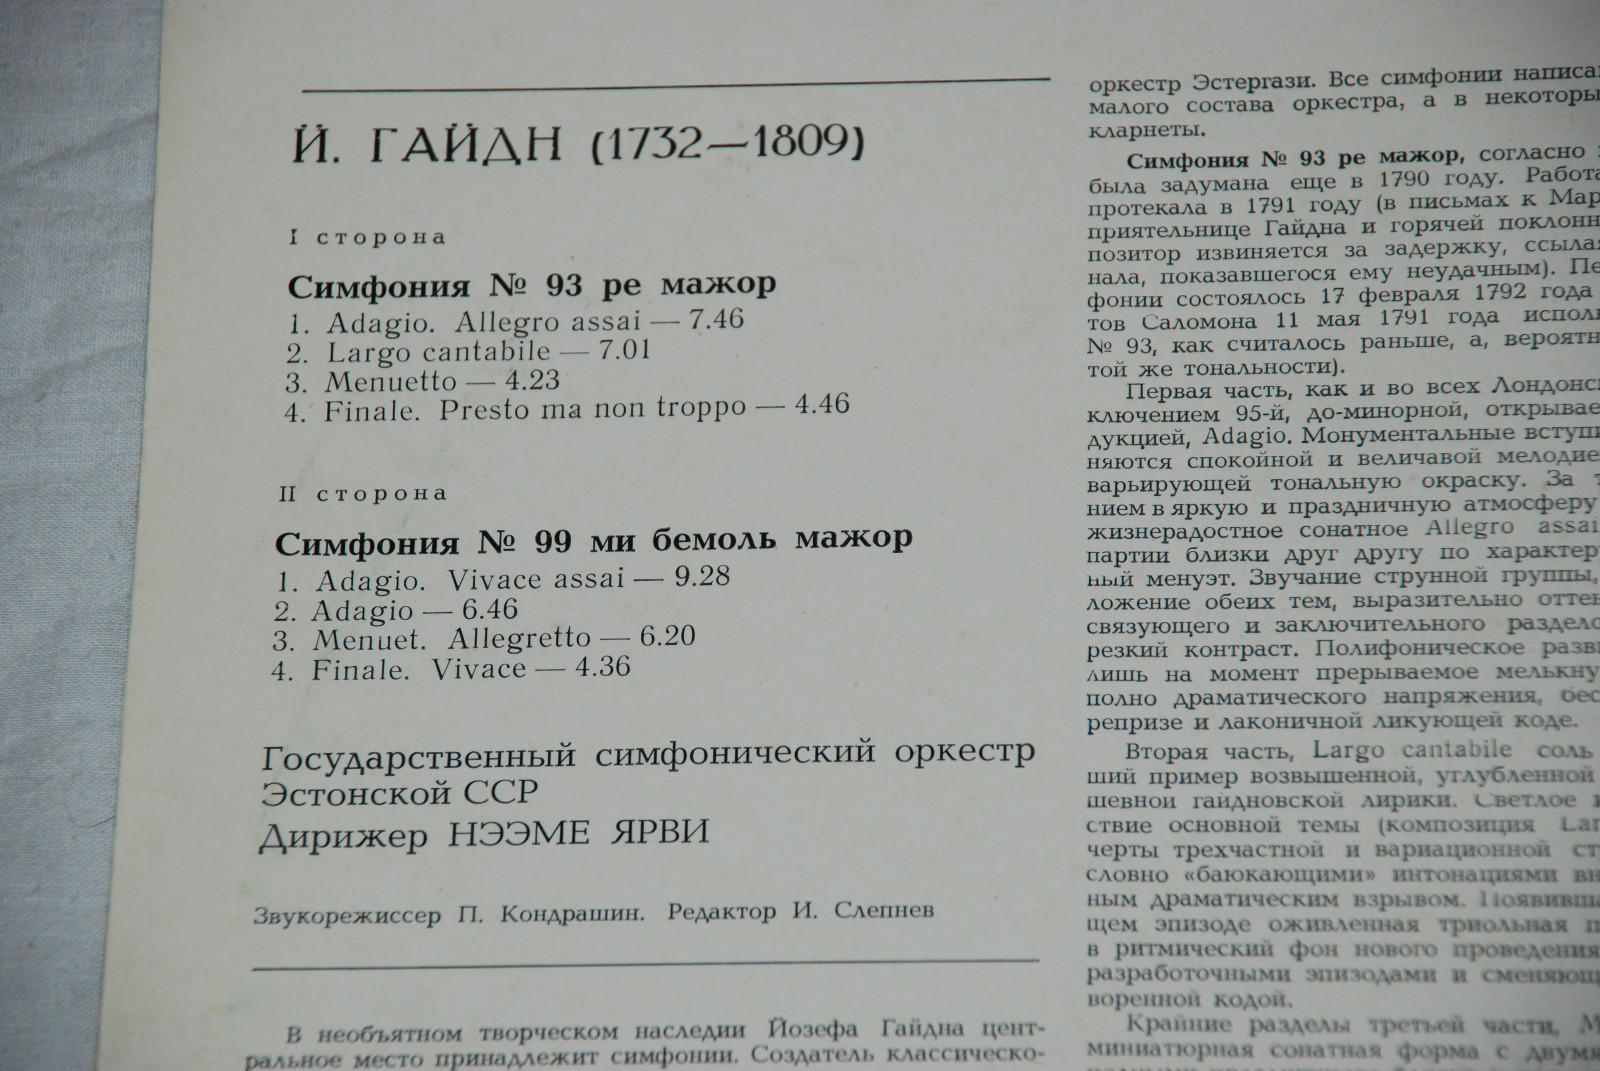 Й. ГАЙДН (1732—1809)
I сторона
Симфония № 93 ре мажор
1. Adagio. Allegro assai — 7.46
2. Largo cantabile — 7.01
3. Menuetto — 4.23
4. Finale. Presto ma non troppo — 4.46
II сторона
Симфония № 99 ми бемоль мажор
1. Adagio. Vivace assai — 9.28
2. Adagio — 6.46
3. Menuet. Allegretto — 6.20
4. Finale. Vivace — 4.36
Государственный симфонический оркестр
Эстонской ССР
Дирижер НЭЭМЕ ЯРВИ
Звукорежиссер П. Кондрашин. Редактор И. Слепнев
В необъятном творческом наследии Йозефа Гайдна цент-
ральное место принадлежит симфонии. Создатель классическо-
оркестр Эстергази. Все симфонии написа
малого состава оркестра, а в некоторы
кларнеты.
Симфония № 93 ре мажор, согласно
была задумана еще в 1790 году. Работа
протекала в 1791 году (в письмах к Мар
приятельнице Гайдна и горячей поклонн
позитор извиняется за задержку, ссыла
нала, показавшегося ему неудачным). Пе
фонии состоялось 17 февраля 1792 года
тов Саломона 11 мая 1791 года испол
№ 93, как считалось раньше, а, вероятн
той же тональности).
Первая часть, как и во всех Лондонс
ключением 95-й, до-минорной, открывае
дукцией, Adagio. Монументальные вступи
няются спокойной и величавой мелодие
варьирующей тональную окраску. За
нием в яркую и праздничную атмосферу
жизнерадостное сонатное Allegro assai
партии близки друг другу по характер
ный менуэт. Звучание струнной группы,
ложение обеих тем, выразительно оттен
связующего и заключительного раздело
резкий контраст. Полифоническое разв
лишь на момент прерываемое мелькну
полно драматического напряжения, бес
репризе и лаконичной ликующей коде.
Вторая часть, Largo cantabile соль
ший пример возвышенной, углубленной
шевной гайдновской лирики. Светлое
ствие основной темы (композиция Lar
черты трехчастной и вариационной ст
словно «баюкающими» интонациями вн
ным драматическим взрывом. Появивша
щем эпизоде оживленная триольная п
в ритмический фон нового проведения
разработочными эпизодами и сменяющ
воренной кодой.
Крайние разделы третьей части, М
миниатюрная сонатная форма с двумя